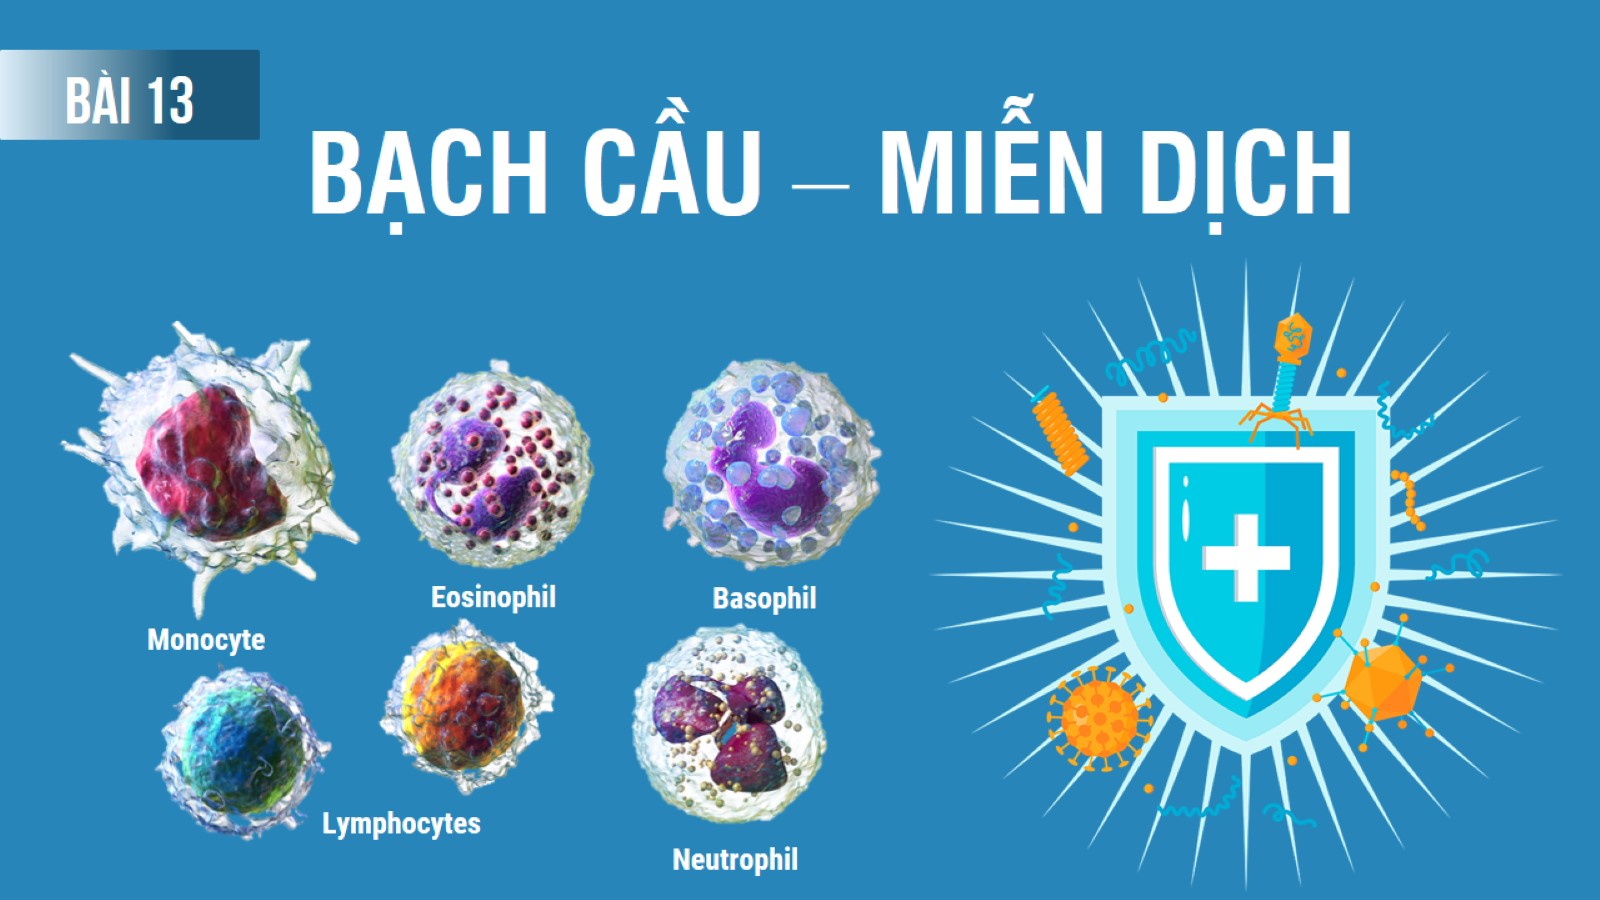 BÀI 13
BẠCH CẦU – MIỄN DỊCH
Eosinophil
Basophil
Monocyte
Lymphocytes
Neutrophil